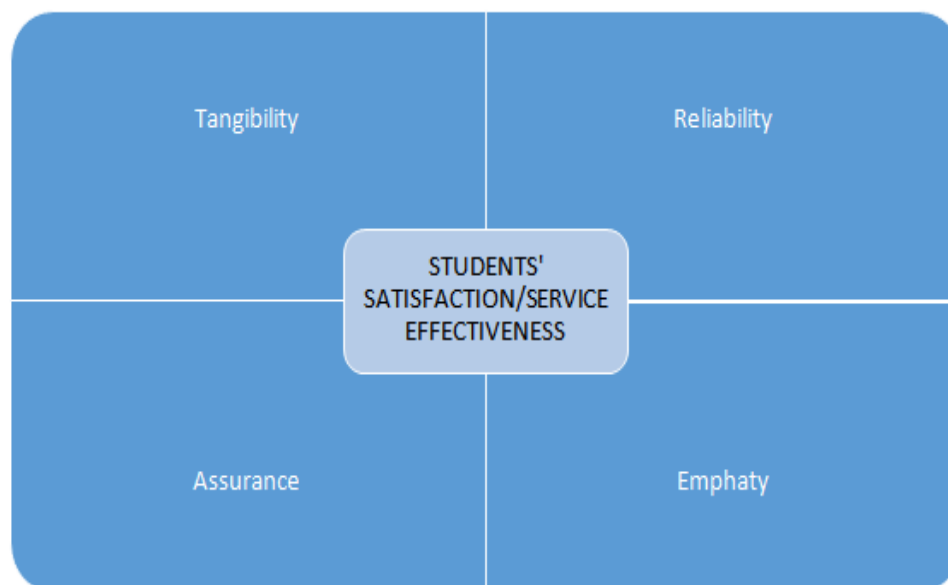 Tangibility
Reliability
STUDENTS'
SATISFACTION/SERVICE
EFFECTIVENESS
Assurance
Emphaty